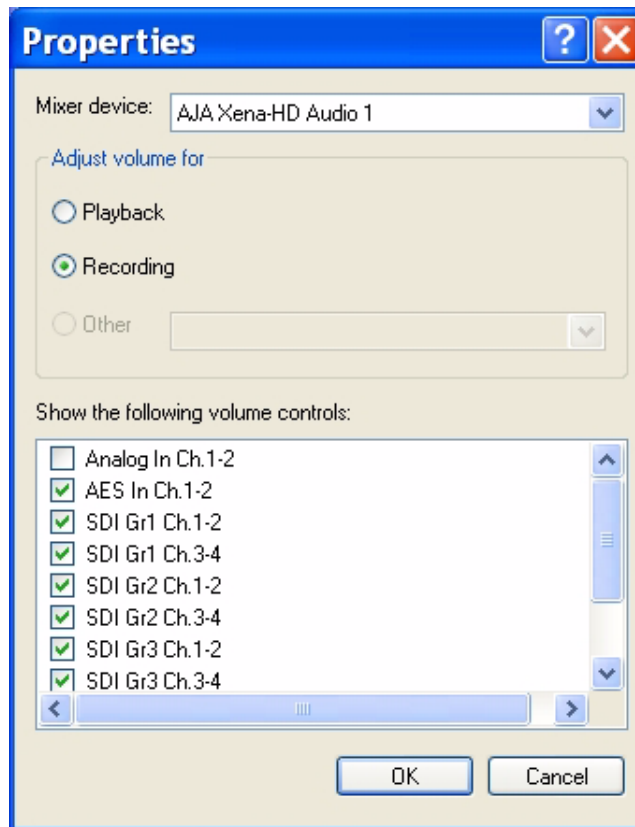 Properties
Mixer device: AJA Xena-HD Audio 1
Adjust volume for
Playback
Recording
Other
Show the following volume controls:
Analog In Ch.1-2
AES In Ch.1-2
SDI Gr1 Ch.1-2
SDI Gr1 Ch.3-4
SDI Gr2 Ch.1-2
SDI Gr2 Ch.3-4
SDI Gr3 Ch.1-2
SDI Gr3 Ch.3-4
OK Cancel